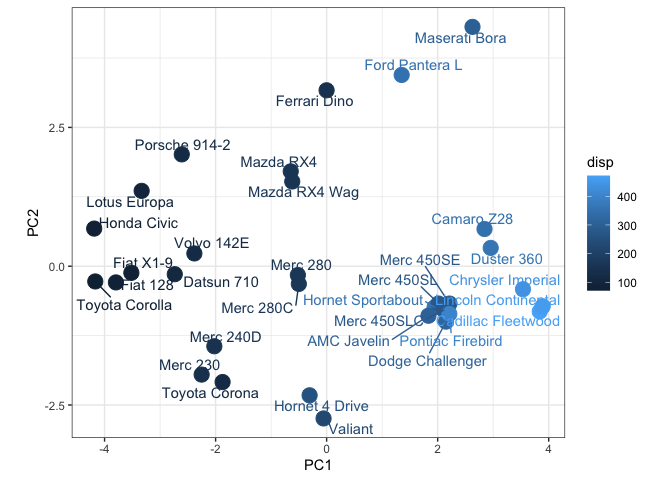 Maserati Bora
Ford Pantera L
Ferrari Dino
Porsche 914-2
Mazda RX4
Mazda RX4 Wag
Lotus Europa
Honda Civic
Camaro Z28
Volvo 142E
Duster 360
Merc 450SE
Fiat X1-9
Merc 280
Merc 450SL
Chrysler Imperial
Datsun 710
Fiat 128
Hornet Sportabout
Lincoln Continental
Toyota Corolla
Merc 280C
Merc 450SLC
Cadillac Fleetwood
AMC Javelin
Pontiac Firebird
Merc 240D
Dodge Challenger
Merc 230
Toyota Corona
Hornet 4 Drive
Valiant
PC2
2.5
0.0
-2.5
-4
-2
0
2
4
PC1
disp
400
300
200
100